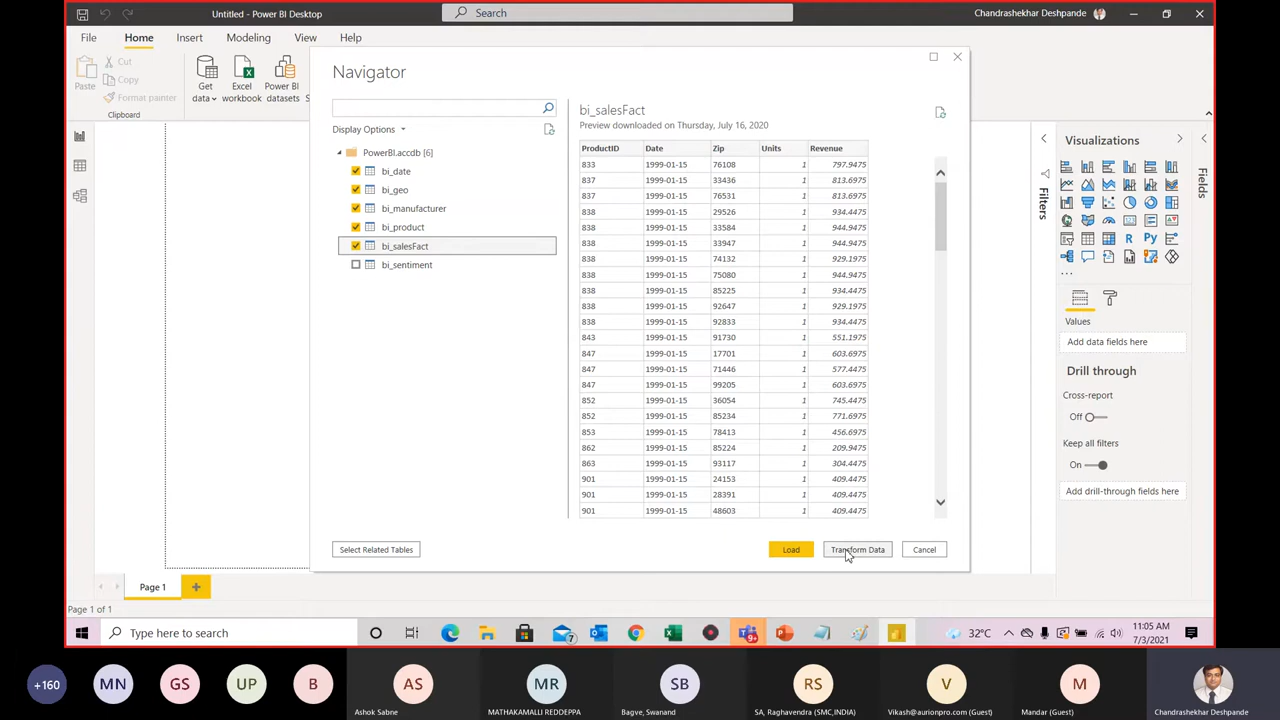 Untitled - Power BI Desktop
Search
Chandrashekhar Deshpande
File Home Insert Modeling View Help
Paste
Cut
Copy
Format painter
Clipboard
Get data
Excel workbook
Power BI datasets
S
Navigator
Display Options
PowerBI.accdb [6]
bi_date
bi_geo
bi_manufacturer
bi_product
bi_salesFact
bi_sentiment
bi_salesFact
Preview downloaded on Thursday, July 16, 2020
ProductID Date Zip Units Revenue
833 1999-01-15 76108 1 797.9475
837 1999-01-15 33436 1 813.6975
837 1999-01-15 76531 1 813.6975
838 1999-01-15 29526 1 934.4475
838 1999-01-15 33584 1 944.9475
838 1999-01-15 33947 1 944.9475
838 1999-01-15 74132 1 929.1975
838 1999-01-15 75080 1 944.9475
838 1999-01-15 85225 1 934.4475
838 1999-01-15 92647 1 929.1975
838 1999-01-15 92833 1 934.4475
843 1999-01-15 91730 1 551.1975
847 1999-01-15 17701 1 603.6975
847 1999-01-15 71446 1 577.4475
847 1999-01-15 99205 1 603.6975
852 1999-01-15 36054 1 745.4475
852 1999-01-15 85234 1 771.6975
853 1999-01-15 78413 1 456.6975
862 1999-01-15 85224 1 209.9475
863 1999-01-15 93117 1 304.4475
901 1999-01-15 24153 1 409.4475
901 1999-01-15 28391 1 409.4475
901 1999-01-15 48603 1 409.4475
Select Related Tables
Load
Transform Data
Cancel
Filters
Visualizations
Fields
R Py
Values
Add data fields here
Drill through
Cross-report
Off
Keep all filters
On
Add drill-through fields here
Page 1
Page 1 of 1
Type here to search
7
9+
32°C
11:05 AM
7/3/2021
+160
MN
GS
UP
B
AS
Ashok Sabne
MR
MATHAKAMALLI REDDEPPA
SB
Bagve, Swanand
RS
SA, Raghavendra (SMC,INDIA)
V
Vikash@aurionpro.com (Guest)
M
Mandar (Guest)
Chandrashekhar Deshpande